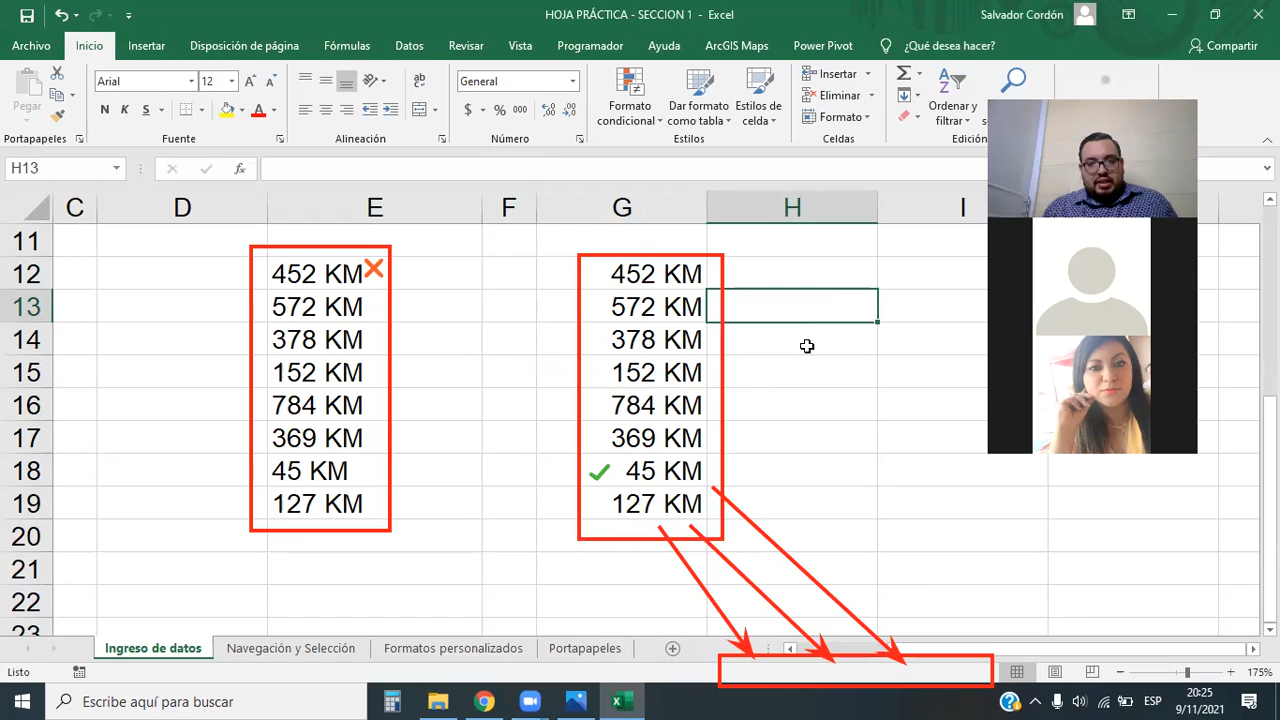 HOJA PRÁCTICA - SECCION 1 - Excel
Salvador Cordón
Archivo
Inicio
Insertar
Disposición de página
Fórmulas
Datos
Revisar
Vista
Programador
Ayuda
ArcGIS Maps
Power Pivot
¿Qué desea hacer?
Compartir
Pegar
Portapapeles
Arial
12
N K S
Fuente
Alineación
General
$ % 000
Número
Formato condicional
Dar formato como tabla
Estilos de celda
Estilos
Insertar
Eliminar
Formato
Celdas
Ordenar y filtrar
Edición
H13
fx
C D E F G H I
11
12 452 KM 452 KM
13 572 KM 572 KM
14 378 KM 378 KM
15 152 KM 152 KM
16 784 KM 784 KM
17 369 KM 369 KM
18 45 KM 45 KM
19 127 KM 127 KM
20
21
22
23
Ingreso de datos
Navegación y Selección
Formatos personalizados
Portapapeles
Listo
175%
Escribe aquí para buscar
ESP
20:25
9/11/2021